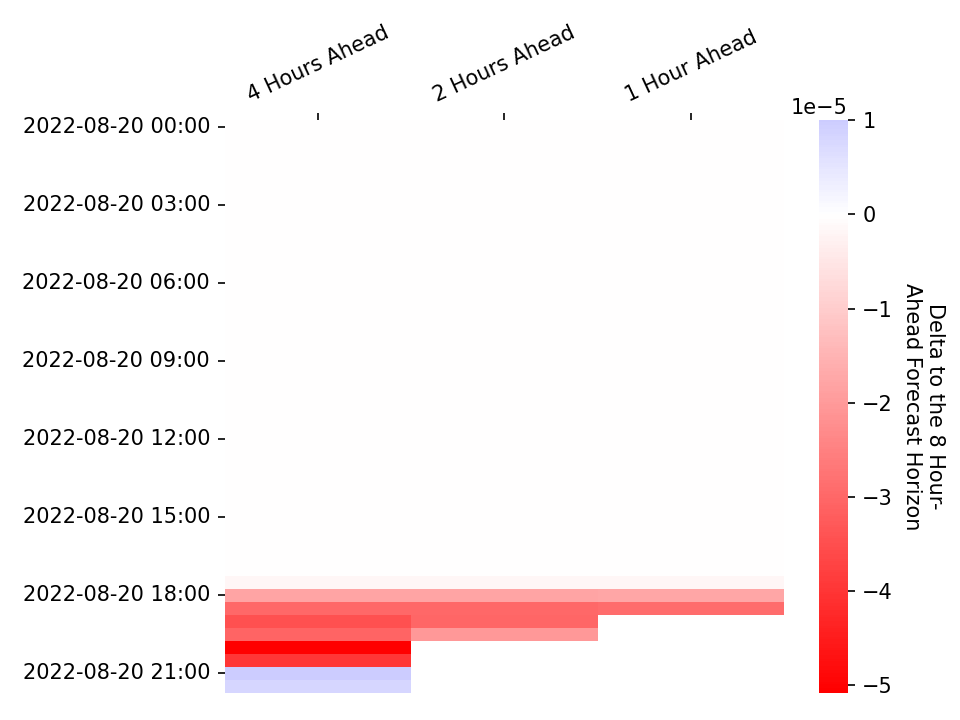 4 Hours Ahead
2 Hours Ahead
1 Hour Ahead
2022-08-20 00:00
2022-08-20 03:00
2022-08-20 06:00
2022-08-20 09:00
2022-08-20 12:00
2022-08-20 15:00
2022-08-20 18:00
2022-08-20 21:00
1e−5
1
0
−1
−2
−3
−4
−5
Delta to the 8 Hour-
Ahead Forecast Horizon